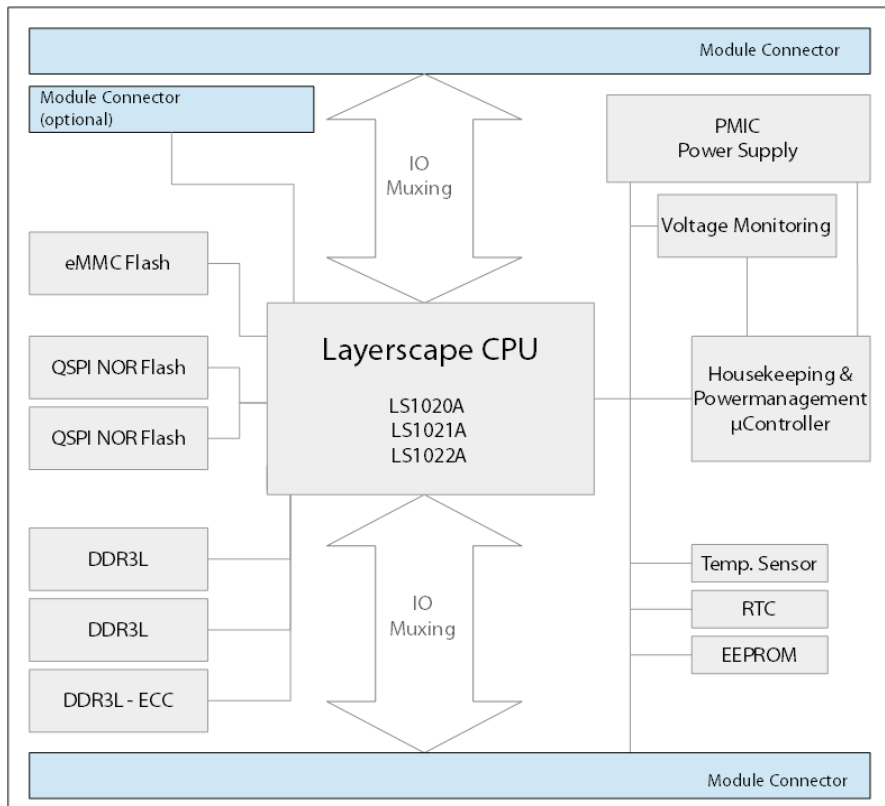 Module Connector
Module Connector
(optional)
PMIC
Power Supply
IO
Muxing
Voltage Monitoring
eMMC Flash
Layerscape CPU
LS1020A
LS1021A
LS1022A
QSPI NOR Flash
QSPI NOR Flash
Housekeeping &
Powermanagement
µController
DDR3L
DDR3L
DDR3L - ECC
IO
Muxing
Temp. Sensor
RTC
EEPROM
Module Connector